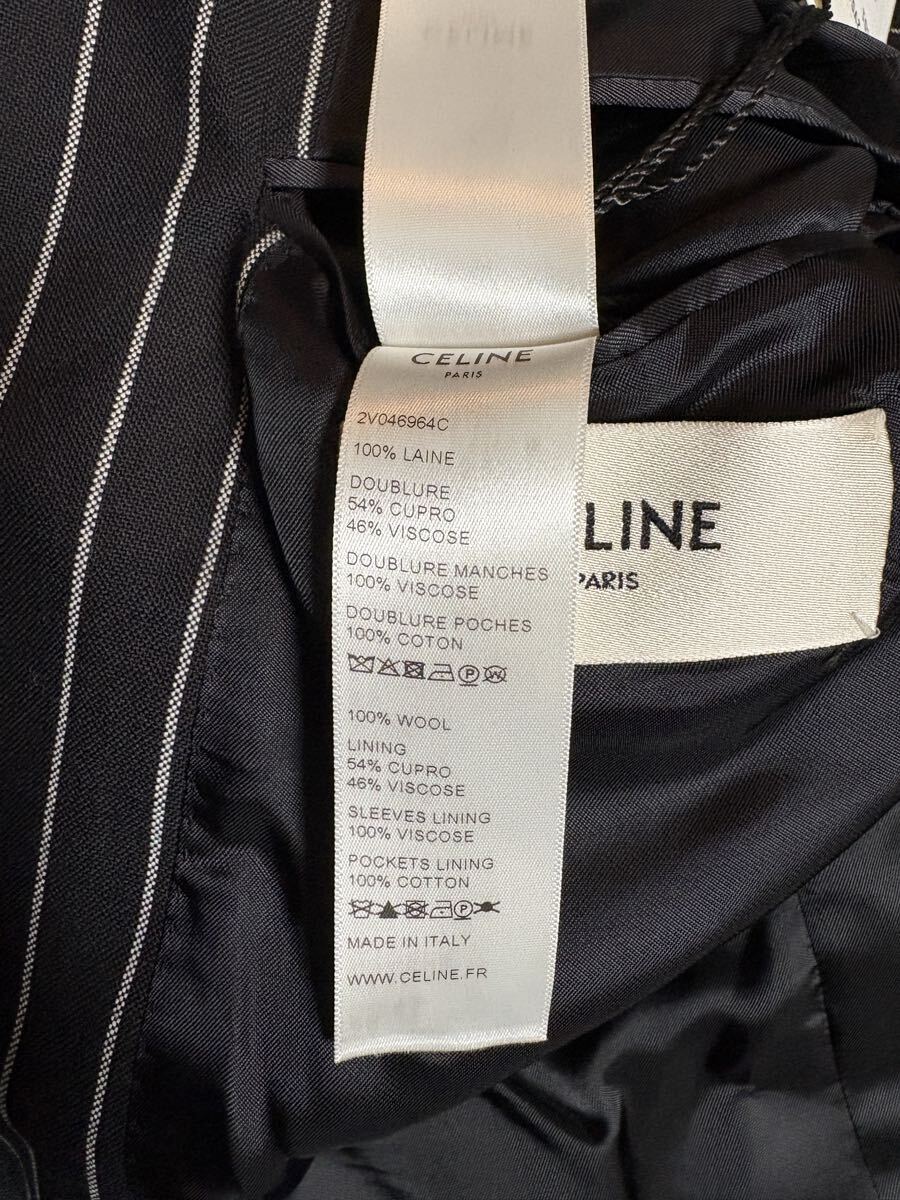 CELINE
PARIS
2V046964C
100% LAINE
DOUBLURE
54% CUPRO
46% VISCOSE
DOUBLURE MANCHES
100% VISCOSE
DOUBLURE POCHES
100% COTON
100% WOOL
LINING
54% CUPRO
46% VISCOSE
SLEEVES LINING
100% VISCOSE
POCKETS LINING
100% COTTON
MADE IN ITALY
WWW.CELINE.FR
LINE
PARIS